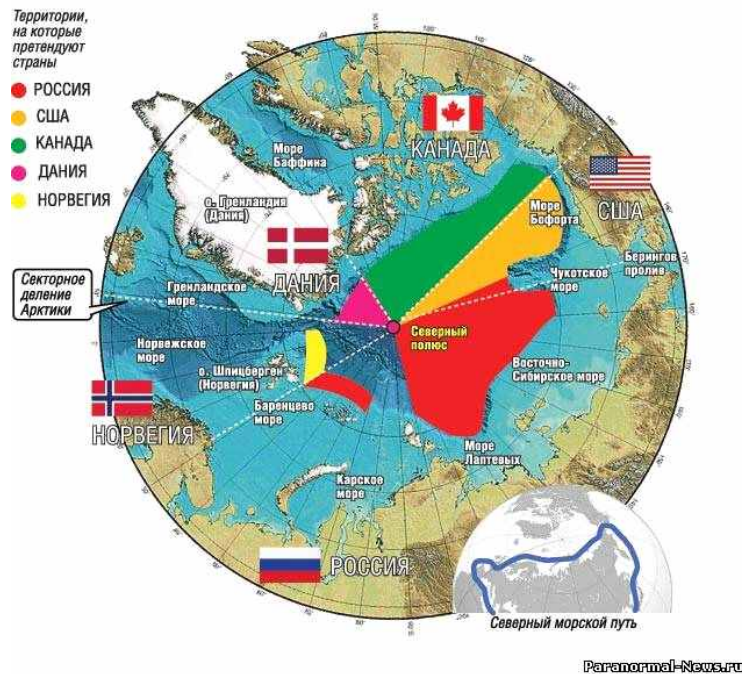 Территории,
на которые
претендуют
страны
РОССИЯ
США
КАНАДА
ДАНИЯ
НОРВЕГИЯ
Море
Баффина
КАНАДА
о. Гренландия
(Дания)
США
Море
Бофорта
ДАНИЯ
Берингов
пролив
Чукотское
море
Секторное
деление
Арктики
Гренландское
море
Северный
полюс
Норвежское
море
о. Шпицберген
(Норвегия)
Восточно-
Сибирское море
Баренцево
море
НОРВЕГИЯ
Море
Лаптевых
Карское
море
РОССИЯ
Северный морской путь
Paranormal-News.ru